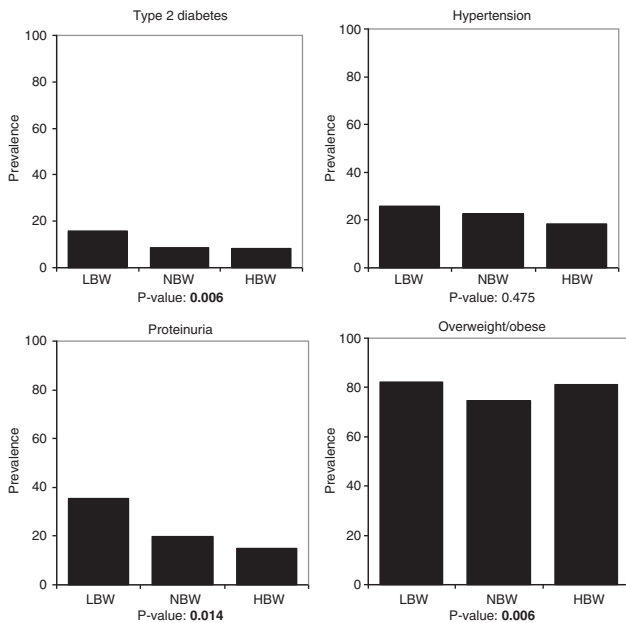 Type 2 diabetes
Prevalence
100
80
60
40
20
0
LBW NBW HBW
P-value: 0.006
Hypertension
Prevalence
100
80
60
40
20
0
LBW NBW HBW
P-value: 0.475
Proteinuria
Prevalence
100
80
60
40
20
0
LBW NBW HBW
P-value: 0.014
Overweight/obese
Prevalence
100
80
60
40
20
0
LBW NBW HBW
P-value: 0.006